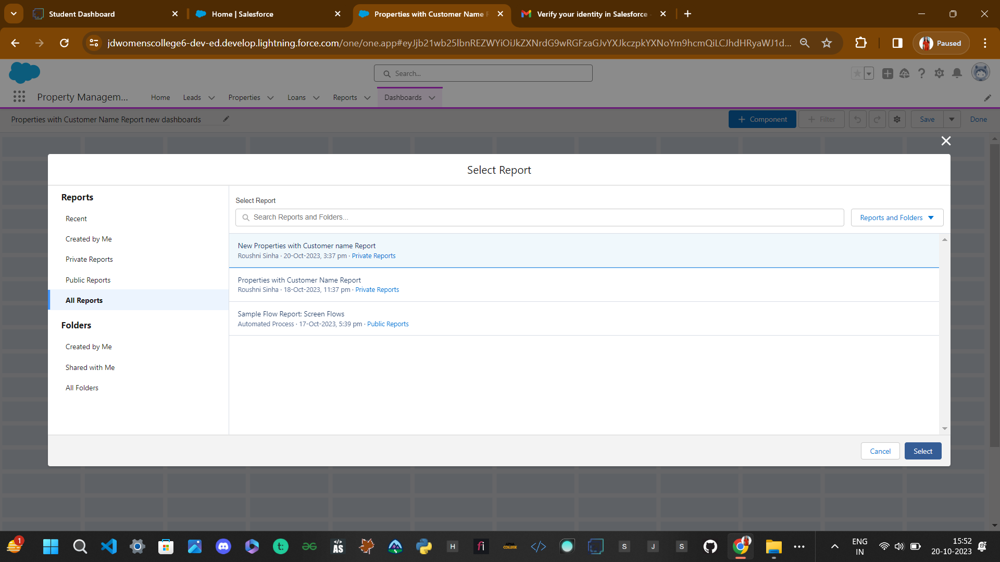 Student Dashboard
Home | Salesforce
Properties with Customer Name R
Verify your identity in Salesforce
jdwomenscollege6-dev-ed.develop.lightning.force.com/one/one.app#eyJjb21wb25lbnREZWYiOiJkZXNrdG9wRGFzaGJvYXJkczpkYXNoYm9hcmQiLCJhdHRyaWJ1d...
Paused
Search...
Property Managem...
Home
Leads
Properties
Loans
Reports
Dashboards
Properties with Customer Name Report new dashboards
+ Component
+ Filter
Save
Done
Select Report
Reports
Recent
Created by Me
Private Reports
Public Reports
All Reports
Folders
Created by Me
Shared with Me
All Folders
Select Report
Search Reports and Folders...
Reports and Folders
New Properties with Customer name Report
Roushni Sinha · 20-Oct-2023, 3:37 pm · Private Reports
Properties with Customer Name Report
Roushni Sinha · 18-Oct-2023, 11:37 pm · Private Reports
Sample Flow Report: Screen Flows
Automated Process · 17-Oct-2023, 5:39 pm · Public Reports
Cancel
Select
1
t:
AS
H
fi
APNA
COLLEGE
S
J
S
ENG
IN
15:52
20-10-2023